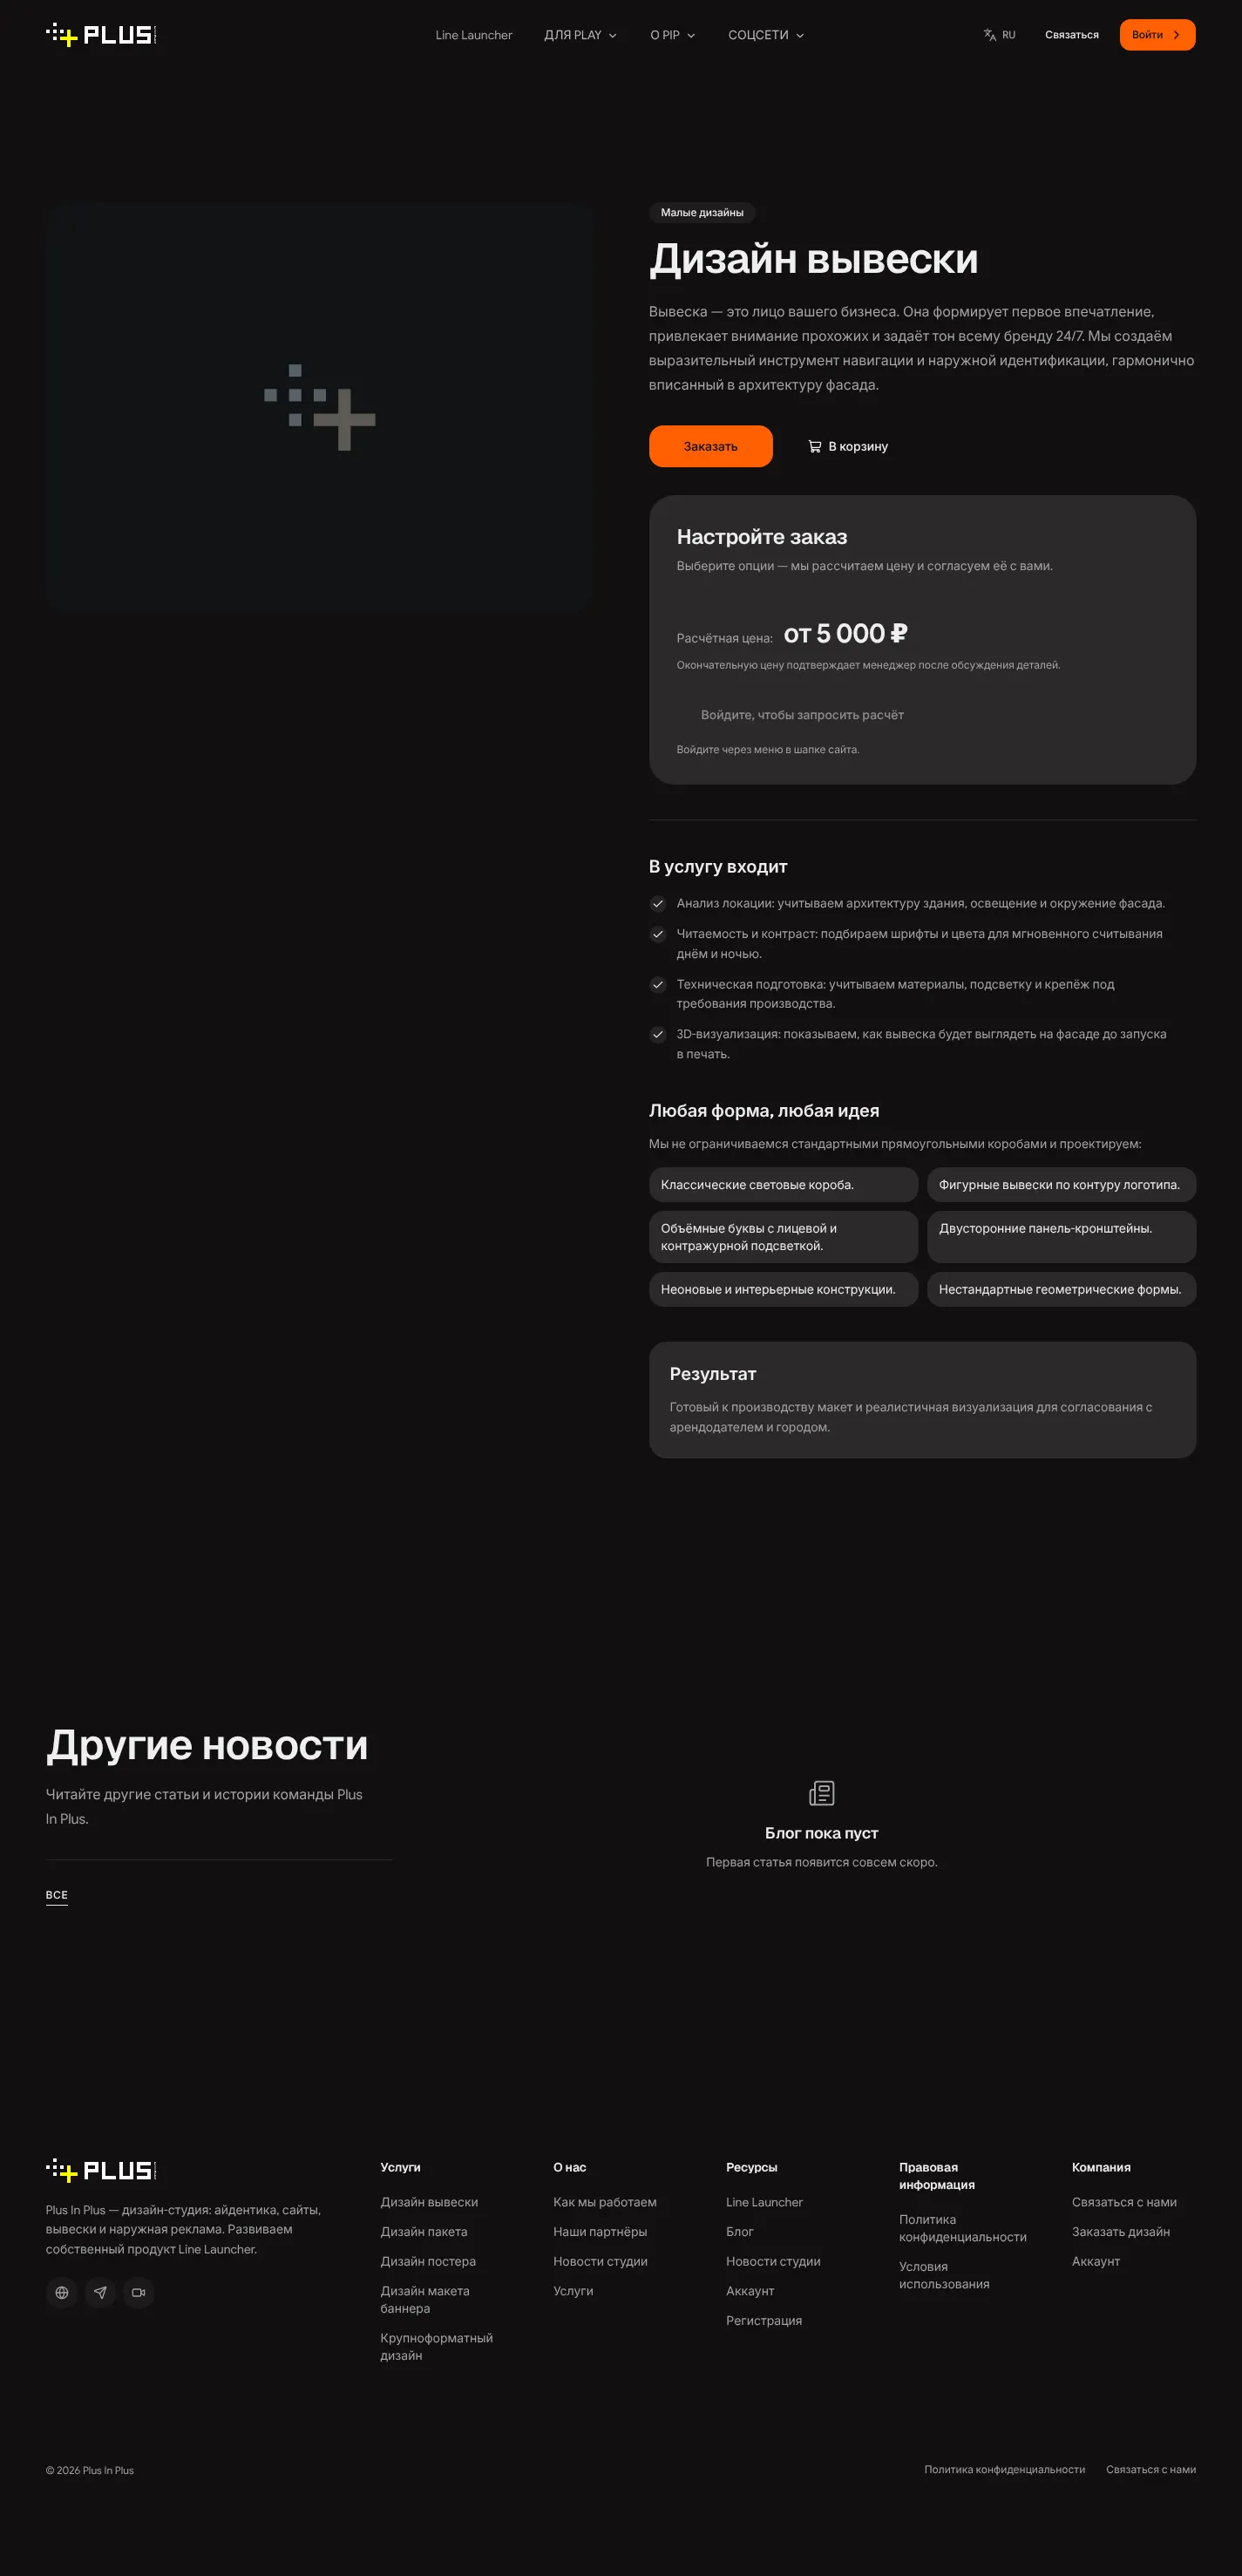 PLUS
Line Launcher
ДЛЯ PLAY
О PIP
СОЦСЕТИ
RU
Связаться
Войти
Малые дизайны
Дизайн вывески
Вывеска — это лицо вашего бизнеса. Она формирует первое впечатление,
привлекает внимание прохожих и задаёт тон всему бренду 24/7. Мы создаём
выразительный инструмент навигации и наружной идентификации, гармонично
вписанный в архитектуру фасада.
Заказать
В корзину
Настройте заказ
Выберите опции — мы рассчитаем цену и согласуем её с вами.
Расчётная цена: от 5 000 ₽
Окончательную цену подтверждает менеджер после обсуждения деталей.
Войдите, чтобы запросить расчёт
Войдите через меню в шапке сайта.
В услугу входит
Анализ локации: учитываем архитектуру здания, освещение и окружение фасада.
Читаемость и контраст: подбираем шрифты и цвета для мгновенного считывания
днём и ночью.
Техническая подготовка: учитываем материалы, подсветку и крепёж под
требования производства.
3D-визуализация: показываем, как вывеска будет выглядеть на фасаде до запуска
в печать.
Любая форма, любая идея
Мы не ограничиваемся стандартными прямоугольными коробами и проектируем:
Классические световые короба.
Фигурные вывески по контуру логотипа.
Объёмные буквы с лицевой и
контражурной подсветкой.
Двусторонние панель-кронштейны.
Неоновые и интерьерные конструкции.
Нестандартные геометрические формы.
Результат
Готовый к производству макет и реалистичная визуализация для согласования с
арендодателем и городом.
Другие новости
Читайте другие статьи и истории команды Plus
In Plus.
ВСЕ
Блог пока пуст
Первая статья появится совсем скоро.
PLUS
Plus In Plus — дизайн-студия: айдентика, сайты,
вывески и наружная реклама. Развиваем
собственный продукт Line Launcher.
Услуги
Дизайн вывески
Дизайн пакета
Дизайн постера
Дизайн макета
баннера
Крупноформатный
дизайн
О нас
Как мы работаем
Наши партнёры
Новости студии
Услуги
Ресурсы
Line Launcher
Блог
Новости студии
Аккаунт
Регистрация
Правовая
информация
Политика
конфиденциальности
Условия
использования
Компания
Связаться с нами
Заказать дизайн
Аккаунт
© 2026 Plus In Plus
Политика конфиденциальности
Связаться с нами